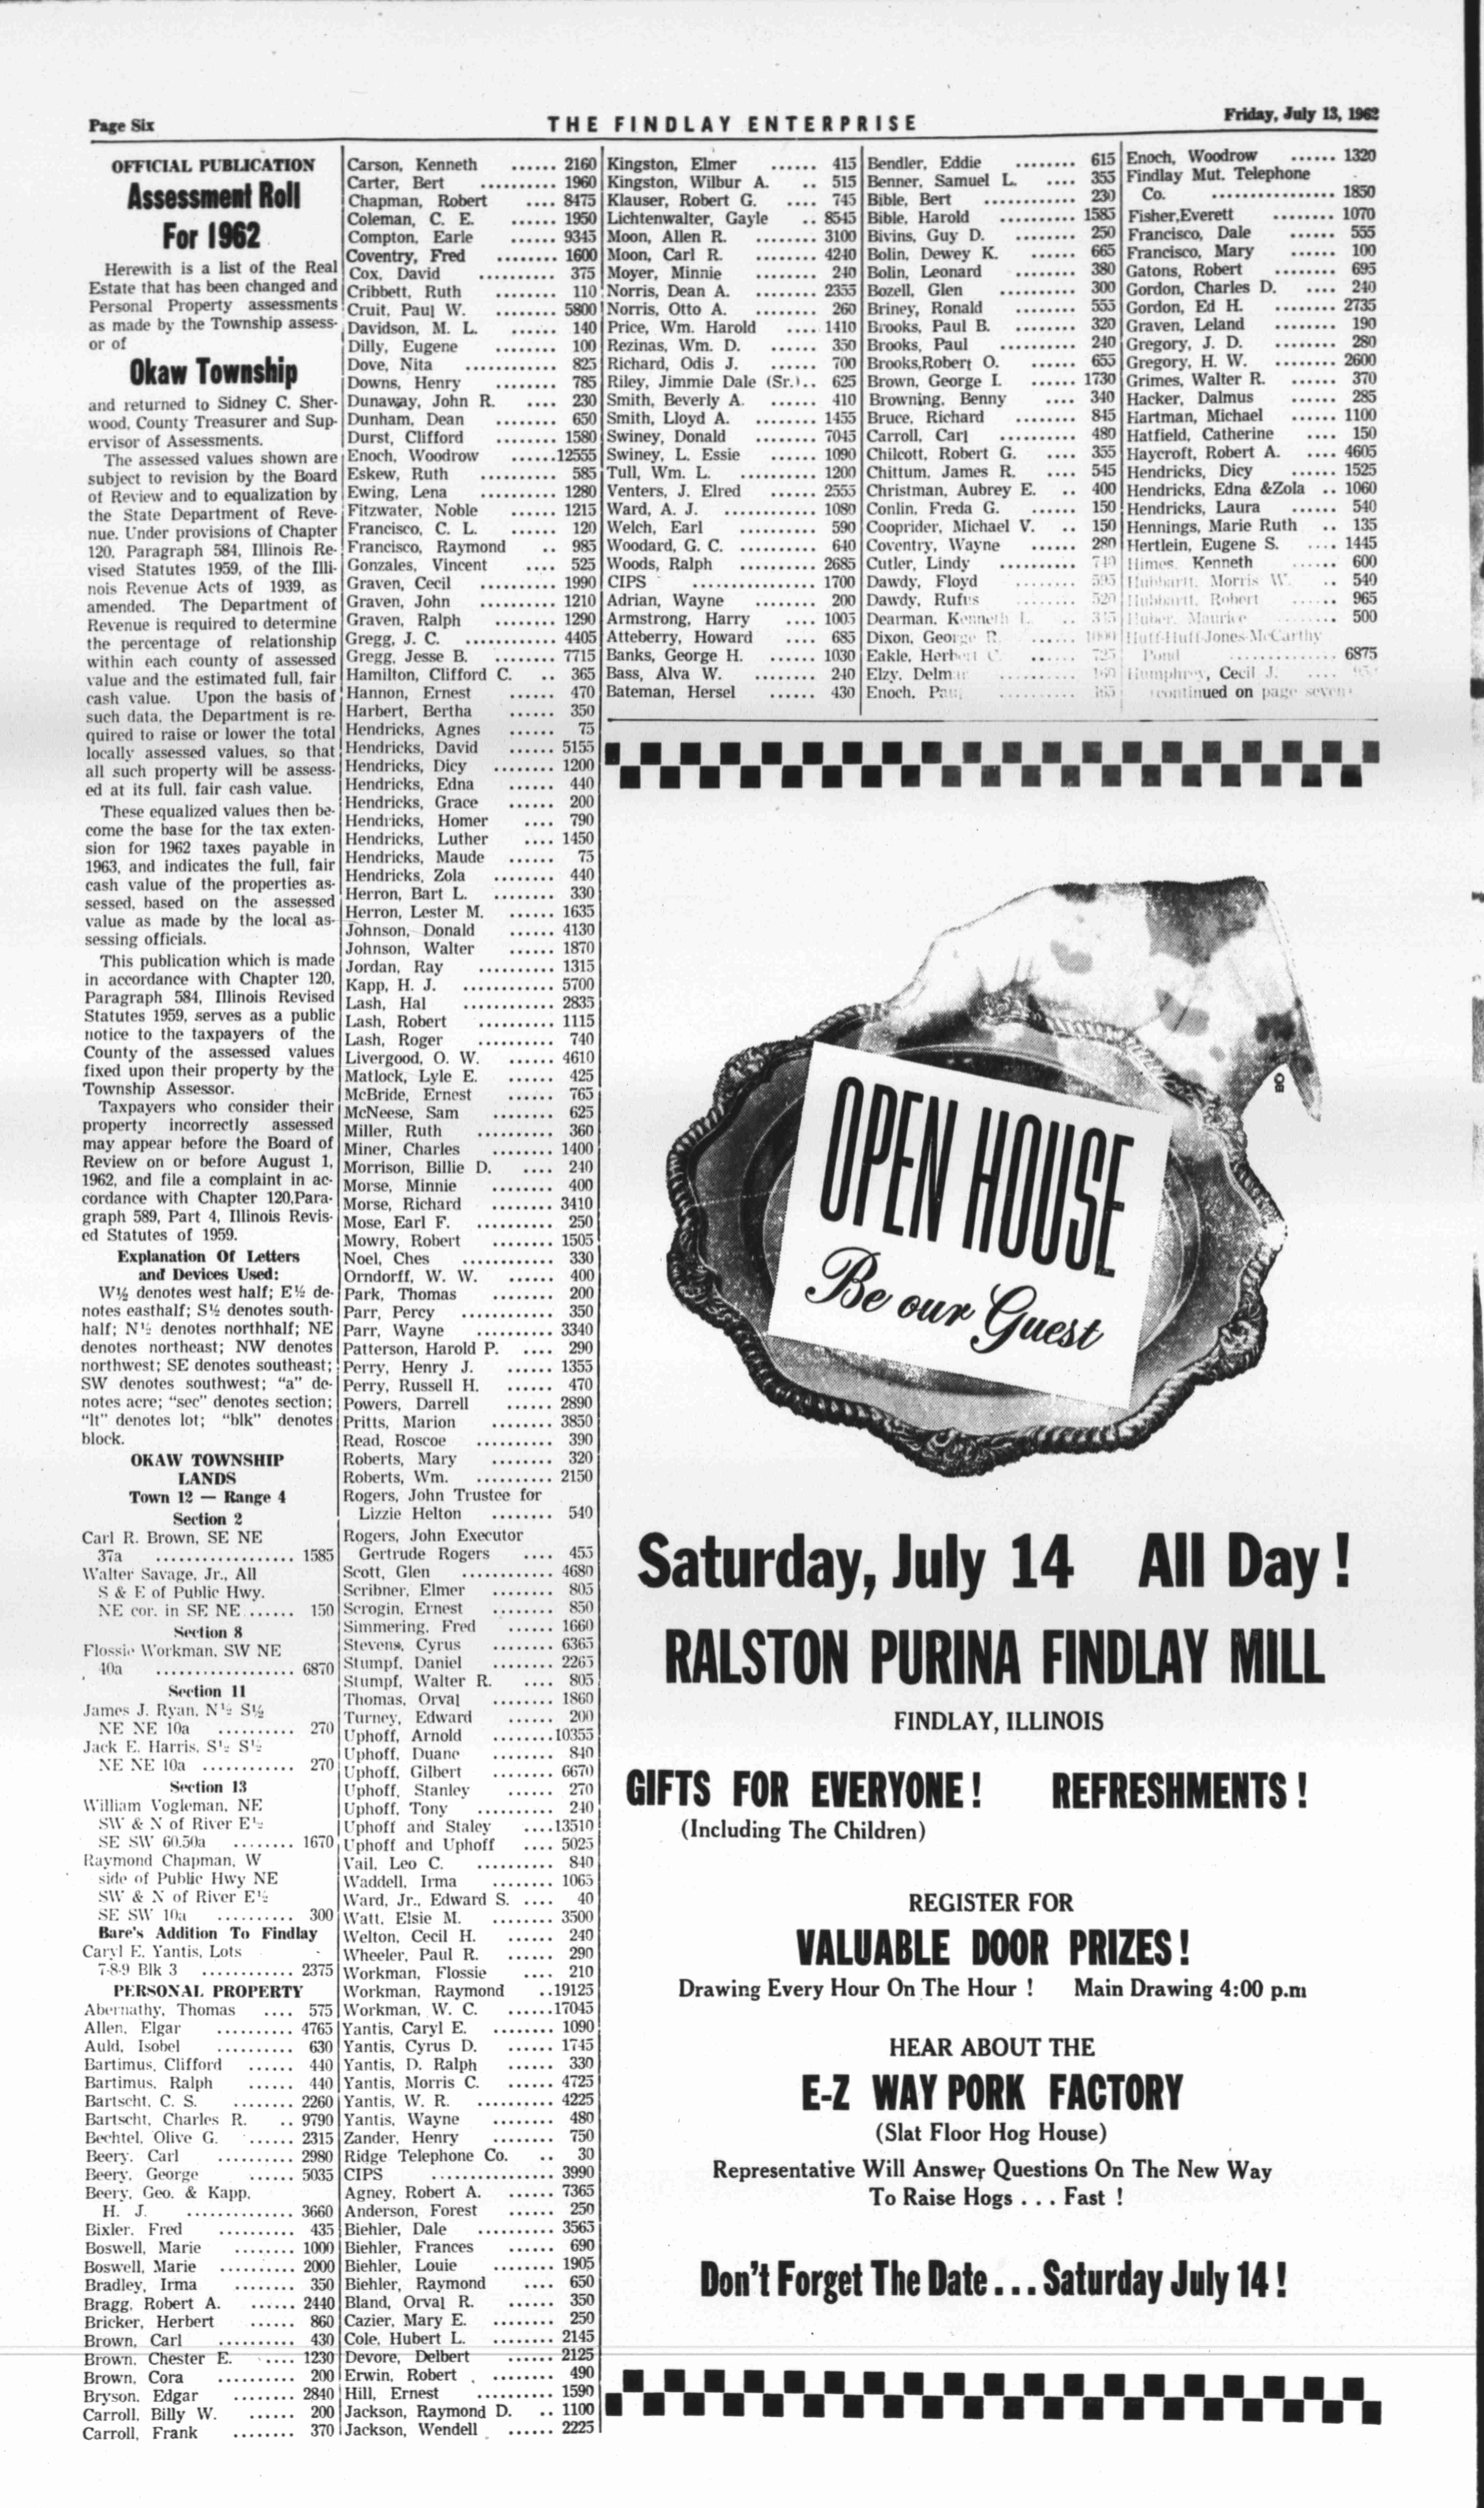 Page Six
THE FINDLAY ENTERPRISE
Friday, July 13, 1962
OFFICIAL PUBLICATION
Assessment Roll
For 1962
Herewith is a list of the Real
Estate that has been changed and
Personal Property assessments
as made by the Township assess-
or of
Okaw Township
and returned to Sidney C. Sher-
wood, County Treasurer and Sup-
ervisor of Assessments.
The assessed values shown are
subject to revision by the Board
of Review and to equalization by
the State Department of Reve-
nue. Under provisions of Chapter
120, Paragraph 584, Illinois Re-
vised Statutes 1959, of the Illi-
nois Revenue Acts of 1939, as
amended. The Department of
Revenue is required to determine
the percentage of relationship
within each county of assessed
value and the estimated full, fair
cash value. Upon the basis of
such data, the Department is re-
quired to raise or lower the total
locally assessed values, so that
all such property will be assess-
ed at its full, fair cash value.
These equalized values then be-
come the base for the tax exten-
sion for 1962 taxes payable in
1963, and indicates the full, fair
cash value of the properties as-
sessed, based on the assessed
value as made by the local as-
sessing officials.
This publication which is made
in accordance with Chapter 120,
Paragraph 584, Illinois Revised
Statutes 1959, serves as a public
notice to the taxpayers of the
County of the assessed values
fixed upon their property by the
Township Assessor.
Taxpayers who consider their
property incorrectly assessed
may appear before the Board of
Review on or before August 1,
1962, and file a complaint in ac-
cordance with Chapter 120,Para-
graph 589, Part 4, Illinois Revis-
ed Statutes of 1959.
Explanation Of Letters
and Devices Used:
W½ denotes west half; E½ de-
notes easthalf; S½ denotes south-
half; N½ denotes northhalf; NE
denotes northeast; NW denotes
northwest; SE denotes southeast;
SW denotes southwest; "a" de-
notes acre; "sec" denotes section;
"lt" denotes lot; "blk" denotes
block.
OKAW TOWNSHIP
LANDS
Town 12 — Range 4
Section 2
Carl R. Brown, SE NE
37a .................. 1585
Walter Savage, Jr., All
S & E of Public Hwy.
NE cor. in SE NE ...... 150
Section 8
Flossie Workman, SW NE
40a .................. 6870
Section 11
James J. Ryan, N½ S½
NE NE 10a .......... 270
Jack E. Harris, S½ S½
NE NE 10a ............ 270
Section 13
William Vogleman, NE
SW & N of River E½
SE SW 60.50a ........ 1670
Raymond Chapman, W
side of Public Hwy NE
SW & N of River E½
SE SW 10a .......... 300
Bare's Addition To Findlay
Caryl E. Yantis, Lots
7-8-9 Blk 3 ............ 2375
PERSONAL PROPERTY
Abernathy, Thomas .... 575
Allen, Elgar .......... 4765
Auld, Isobel .......... 630
Bartimus, Clifford ...... 440
Bartimus, Ralph ...... 440
Bartscht, C. S. ........ 2260
Bartscht, Charles R. .. 9790
Bechtel, Olive G. ...... 2315
Beery, Carl .......... 2980
Beery, George ...... 5035
Beery, Geo. & Kapp,
H. J. .............. 3660
Bixler, Fred .......... 435
Boswell, Marie ........ 1000
Boswell, Marie .......... 2000
Bradley, Irma ........ 350
Bragg, Robert A. ...... 2440
Bricker, Herbert ...... 860
Brown, Carl .......... 430
Brown, Chester E. .... 1230
Brown, Cora .......... 200
Bryson, Edgar ........ 2840
Carroll, Billy W. ...... 200
Carroll, Frank ........ 370
Carson, Kenneth ...... 2160
Carter, Bert .......... 1960
Chapman, Robert .... 8475
Coleman, C. E. ...... 1950
Compton, Earle ...... 9345
Coventry, Fred ........ 1600
Cox, David .......... 375
Cribbett, Ruth ........ 110
Cruit, Paul W. ........ 5800
Davidson, M. L. ...... 140
Dilly, Eugene ........ 100
Dove, Nita ............ 825
Downs, Henry ........ 785
Dunaway, John R. .... 230
Dunham, Dean ........ 650
Durst, Clifford ........ 1580
Enoch, Woodrow ......12555
Eskew, Ruth .......... 585
Ewing, Lena .......... 1280
Fitzwater, Noble ...... 1215
Francisco, C. L. ...... 120
Francisco, Raymond .. 985
Gonzales, Vincent .... 525
Graven, Cecil .......... 1990
Graven, John .......... 1210
Graven, Ralph .......... 1290
Gregg, J. C. ............ 4405
Gregg, Jesse B. ........ 7715
Hamilton, Clifford C. .. 365
Hannon, Ernest ...... 470
Harbert, Bertha ...... 350
Hendricks, Agnes ...... 75
Hendricks, David ...... 5155
Hendricks, Dicy ........ 1200
Hendricks, Edna ...... 440
Hendricks, Grace ...... 200
Hendricks, Homer .... 790
Hendricks, Luther .... 1450
Hendricks, Maude ...... 75
Hendricks, Zola ........ 440
Herron, Bart L. ........ 330
Herron, Lester M. ...... 1635
Johnson, Donald ...... 4130
Johnson, Walter ...... 1870
Jordan, Ray .......... 1315
Kapp, H. J. ............ 5700
Lash, Hal ............ 2835
Lash, Robert .......... 1115
Lash, Roger .......... 740
Livergood, O. W. ...... 4610
Matlock, Lyle E. ...... 425
McBride, Ernest ...... 765
McNeese, Sam ........ 625
Miller, Ruth .......... 360
Miner, Charles ........ 1400
Morrison, Billie D. .... 240
Morse, Minnie ........ 400
Morse, Richard ........ 3410
Mose, Earl F. .......... 250
Mowry, Robert ........ 1505
Noel, Ches ............ 330
Orndorff, W. W. ...... 400
Park, Thomas ........ 200
Parr, Percy ............ 350
Parr, Wayne .......... 3340
Patterson, Harold P. .... 290
Perry, Henry J. ...... 1355
Perry, Russell H. ...... 470
Powers, Darrell ...... 2890
Pritts, Marion ........ 3850
Read, Roscoe .......... 390
Roberts, Mary ........ 320
Roberts, Wm. .......... 2150
Rogers, John Trustee for
Lizzie Helton ........ 540
Rogers, John Executor
Gertrude Rogers .... 455
Scott, Glen ............ 4680
Scribner, Elmer ........ 805
Scrogin, Ernest ........ 850
Simmering, Fred ...... 1660
Stevens, Cyrus ........ 6365
Stumpf, Daniel ........ 2265
Stumpf, Walter R. .... 805
Thomas, Orval ........ 1860
Turney, Edward ...... 200
Uphoff, Arnold ........10355
Uphoff, Duane ........ 840
Uphoff, Gilbert ........ 6670
Uphoff, Stanley ...... 270
Uphoff, Tony .......... 240
Uphoff and Staley ....13510
Uphoff and Uphoff .... 5025
Vail, Leo C. .......... 840
Waddell, Irma ........ 1065
Ward, Jr., Edward S. .... 40
Watt, Elsie M. ........ 3500
Welton, Cecil H. ...... 240
Wheeler, Paul R. ...... 290
Workman, Flossie .... 210
Workman, Raymond ..19125
Workman, W. C. ......17045
Yantis, Caryl E. ........ 1090
Yantis, Cyrus D. ...... 1745
Yantis, D. Ralph ...... 330
Yantis, Morris C. ...... 4725
Yantis, W. R. .......... 4225
Yantis, Wayne ........ 480
Zander, Henry ........ 750
Ridge Telephone Co. .. 30
CIPS ................ 3990
Agney, Robert A. ...... 7365
Anderson, Forest ...... 250
Biehler, Dale .......... 3565
Biehler, Frances ...... 690
Biehler, Louie ........ 1905
Biehler, Raymond .... 650
Bland, Orval R. ...... 350
Cazier, Mary E. ........ 250
Cole, Hubert L. ........ 2145
Devore, Delbert ...... 2125
Erwin, Robert ........ 490
Hill, Ernest .......... 1590
Jackson, Raymond D. .. 1100
Jackson, Wendell ...... 2225
Kingston, Elmer ...... 415
Kingston, Wilbur A. .. 515
Klauser, Robert G. .... 745
Lichtenwalter, Gayle .. 8545
Moon, Allen R. ........ 3100
Moon, Carl R. ........ 4240
Moyer, Minnie ........ 240
Norris, Dean A. ........ 2355
Norris, Otto A. ........ 260
Price, Wm. Harold .... 1410
Rezinas, Wm. D. ...... 350
Richard, Odis J. ...... 700
Riley, Jimmie Dale (Sr.).. 625
Smith, Beverly A. ...... 410
Smith, Lloyd A. ........ 1455
Swiney, Donald ........ 7045
Swiney, L. Essie ...... 1090
Tull, Wm. L. .......... 1200
Venters, J. Elred ...... 2555
Ward, A. J. ............ 1080
Welch, Earl .......... 590
Woodard, G. C. .......... 640
Woods, Ralph .......... 2685
CIPS ................ 1700
Adrian, Wayne ........ 200
Armstrong, Harry .... 1005
Atteberry, Howard .... 685
Banks, George H. ...... 1030
Bass, Alva W. ........ 240
Bateman, Hersel ...... 430
Bendler, Eddie ........ 615
Benner, Samuel L. .... 355
Bible, Bert ............ 230
Bible, Harold .......... 1585
Bivins, Guy D. ........ 250
Bolin, Dewey K. ...... 665
Bolin, Leonard ........ 380
Bozell, Glen .......... 300
Briney, Ronald ........ 555
Brooks, Paul B. ........ 320
Brooks, Paul .......... 240
Brooks,Robert O. ...... 655
Brown, George I. ...... 1730
Browning, Benny .... 340
Bruce, Richard ........ 845
Carroll, Carl .......... 480
Chilcott, Robert G. .... 355
Chittum, James R. .... 545
Christman, Aubrey E. .. 400
Conlin, Freda G. ...... 150
Cooprider, Michael V. .. 150
Coventry, Wayne ...... 280
Cutler, Lindy .......... 740
Dawdy, Floyd ........ 595
Dawdy, Rufus ........ 520
Dearman, Kenneth L. .. 345
Dixon, George R. ......
Eakle, Herbert C. ...... 725
Elzy, Delmar ..........
Enoch, Paul .......... 165
Enoch, Woodrow ...... 1320
Findlay Mut. Telephone
Co. ................ 1850
Fisher,Everett ........ 1070
Francisco, Dale ...... 555
Francisco, Mary ...... 100
Gatons, Robert ........ 695
Gordon, Charles D. .... 240
Gordon, Ed H. ........ 2735
Graven, Leland ...... 190
Gregory, J. D. ........ 280
Gregory, H. W. ........ 2600
Grimes, Walter R. ...... 370
Hacker, Dalmus ...... 285
Hartman, Michael ...... 1100
Hatfield, Catherine .... 150
Haycroft, Robert A. .... 4605
Hendricks, Dicy ...... 1525
Hendricks, Edna &Zola .. 1060
Hendricks, Laura ...... 540
Hennings, Marie Ruth .. 135
Hertlein, Eugene S. .... 1445
Himes, Kenneth ...... 600
Hubbartt, Morris W. .. 540
Hubbartt, Robert ...... 965
Huber, Maurice ...... 500
Huff-Huff-Jones-McCarthy
Pond .............. 6875
Humphrey, Cecil J. ....
(continued on page seven)
OPEN HOUSE
Be our Guest
Saturday, July 14 All Day !
RALSTON PURINA FINDLAY MILL
FINDLAY, ILLINOIS
GIFTS FOR EVERYONE ! REFRESHMENTS !
(Including The Children)
REGISTER FOR
VALUABLE DOOR PRIZES !
Drawing Every Hour On The Hour ! Main Drawing 4:00 p.m
HEAR ABOUT THE
E-Z WAY PORK FACTORY
(Slat Floor Hog House)
Representative Will Answer Questions On The New Way
To Raise Hogs . . . Fast !
Don't Forget The Date . . . Saturday July 14 !